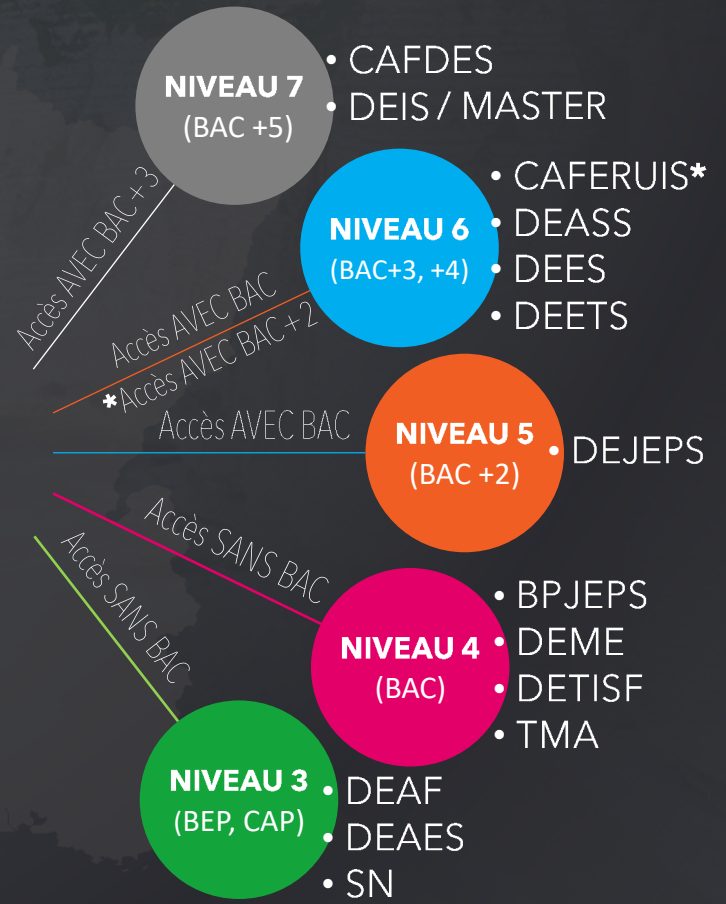 NIVEAU 7
(BAC +5)
• CAFDES
• DEIS / MASTER
Accès AVEC BAC+3
NIVEAU 6
(BAC+3, +4)
• CAFERUIS*
• DEASS
• DEES
• DEETS
Accès AVEC BAC
*Accès AVEC BAC+2
NIVEAU 5
(BAC +2)
• DEJEPS
Accès AVEC BAC
NIVEAU 4
(BAC)
• BPJEPS
• DEME
• DETISF
• TMA
Accès SANS BAC
NIVEAU 3
(BEP, CAP)
• DEAF
• DEAES
• SN
Accès SANS BAC